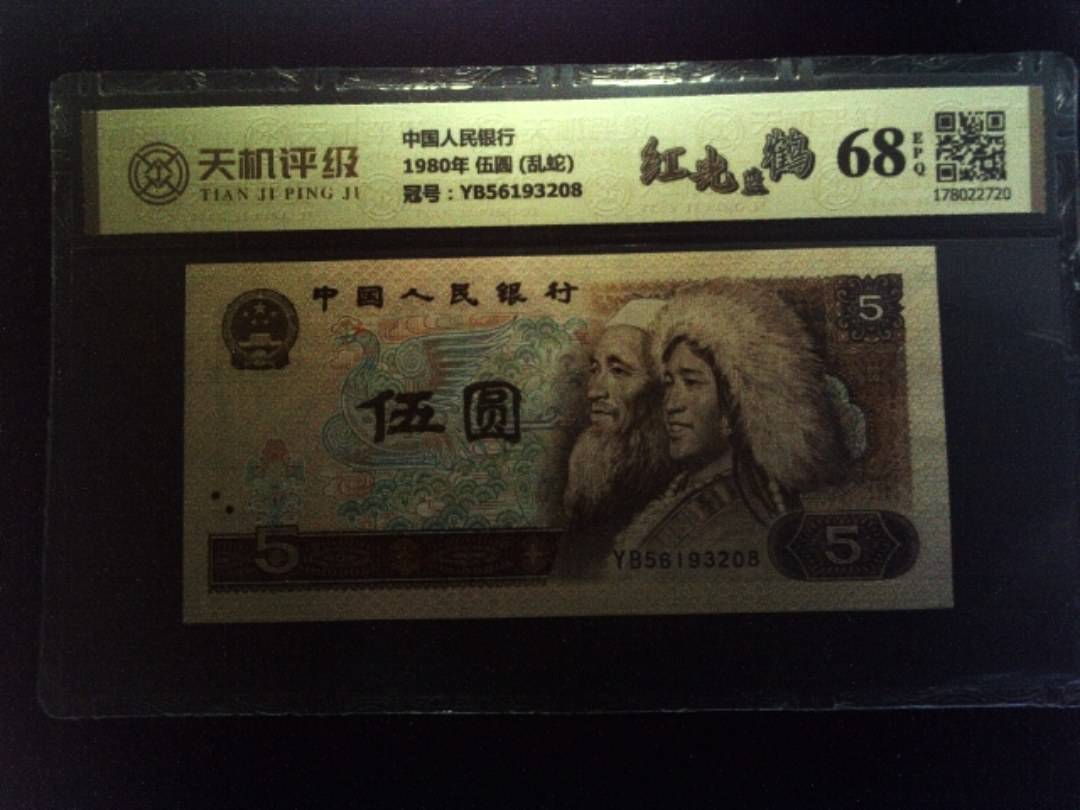 天机评级
TIAN JI PING JI
中国人民银行
1980年 伍圆 (乱蛇)
冠号：YB56193208
红光蓝鹤
68
EPQ
178022720
中国人民银行
5
伍圆
5
YB56193208
5